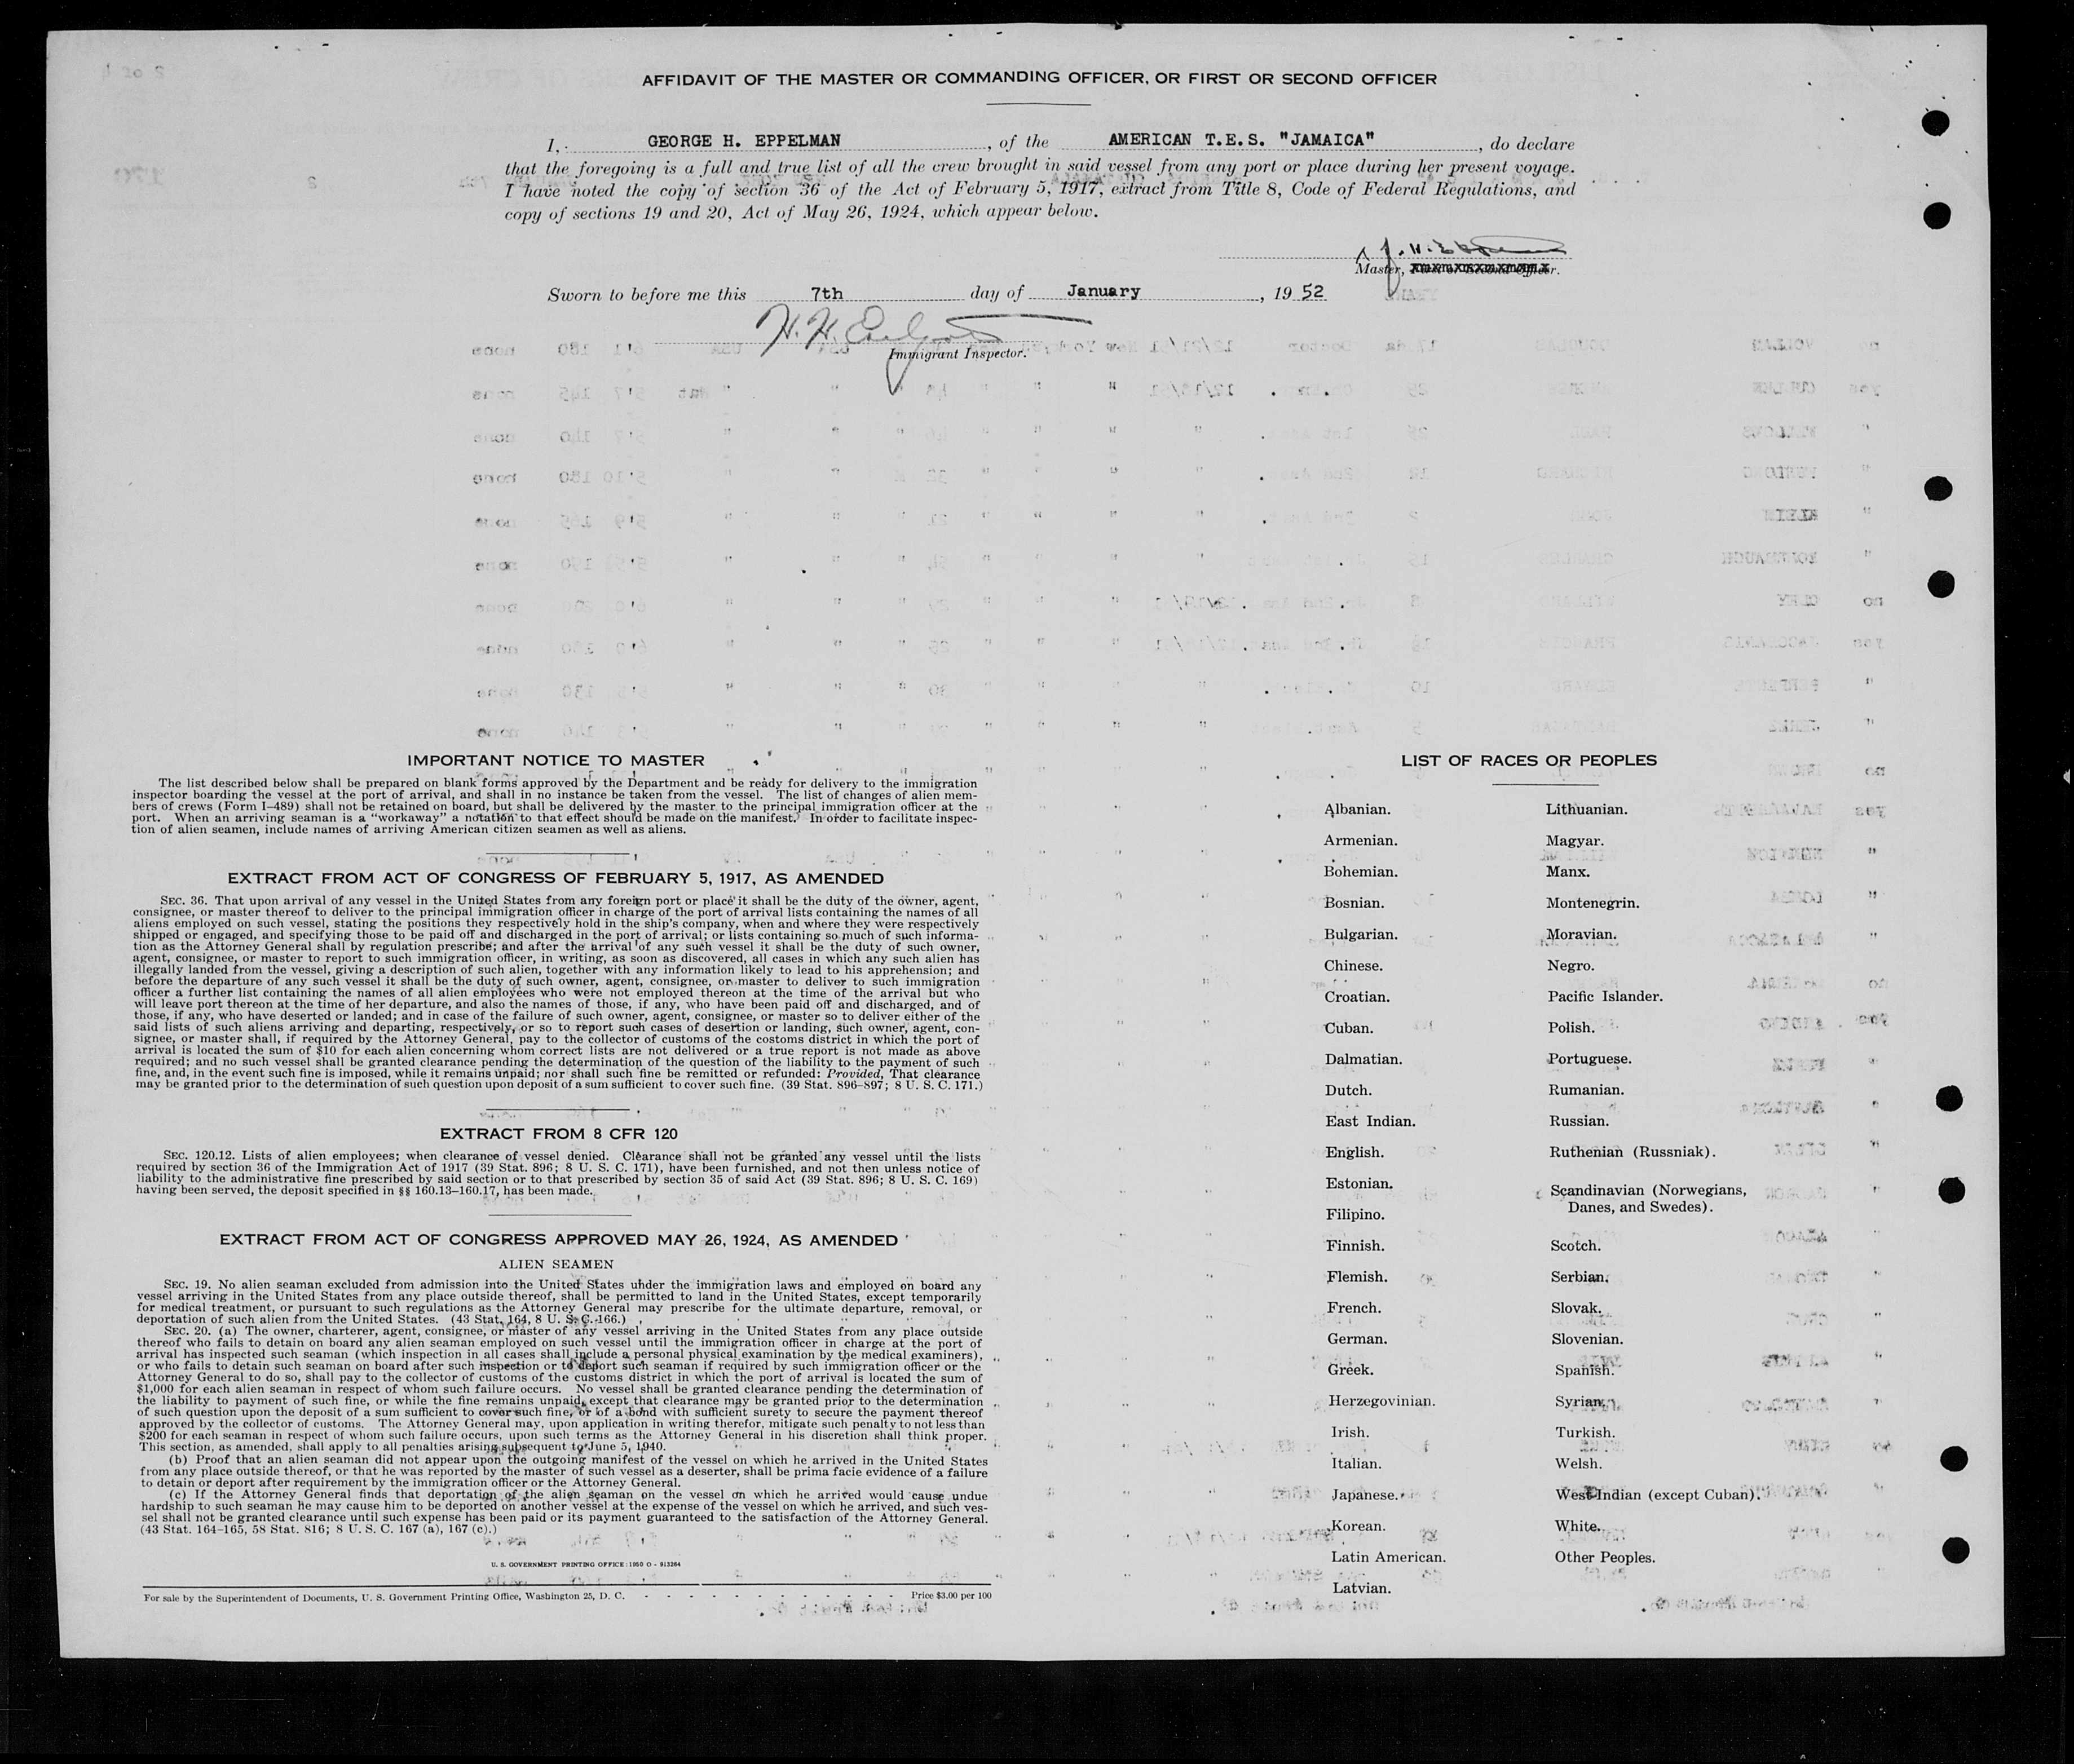 AFFIDAVIT OF THE MASTER OR COMMANDING OFFICER, OR FIRST OR SECOND OFFICER
I, GEORGE H. EPPELMAN, of the AMERICAN T.E.S. "JAMAICA", do declare
that the foregoing is a full and true list of all the crew brought in said vessel from any port or place during her present voyage.
I have noted the copy of section 36 of the Act of February 5, 1917, extract from Title 8, Code of Federal Regulations, and
copy of sections 19 and 20, Act of May 26, 1924, which appear below.
Master,
Sworn to before me this 7th day of January, 1952
Immigrant Inspector.
IMPORTANT NOTICE TO MASTER
The list described below shall be prepared on blank forms approved by the Department and be ready for delivery to the immigration
inspector boarding the vessel at the port of arrival, and shall in no instance be taken from the vessel. The list of changes of alien mem-
bers of crews (Form I–489) shall not be retained on board, but shall be delivered by the master to the principal immigration officer at the
port. When an arriving seaman is a “workaway” a notation to that effect should be made on the manifest. In order to facilitate inspec-
tion of alien seamen, include names of arriving American citizen seamen as well as aliens.
EXTRACT FROM ACT OF CONGRESS OF FEBRUARY 5, 1917, AS AMENDED
SEC. 36. That upon arrival of any vessel in the United States from any foreign port or place it shall be the duty of the owner, agent,
consignee, or master thereof to deliver to the principal immigration officer in charge of the port of arrival lists containing the names of all
aliens employed on such vessel, stating the positions they respectively hold in the ship's company, when and where they were respectively
shipped or engaged, and specifying those to be paid off and discharged in the port of arrival; or lists containing so much of such informa-
tion as the Attorney General shall by regulation prescribe; and after the arrival of any such vessel it shall be the duty of such owner,
agent, consignee, or master to report to such immigration officer, in writing, as soon as discovered, all cases in which any such alien has
illegally landed from the vessel, giving a description of such alien, together with any information likely to lead to his apprehension; and
before the departure of any such vessel it shall be the duty of such owner, agent, consignee, or master to deliver to such immigration
officer a further list containing the names of all alien employees who were not employed thereon at the time of the arrival but who
will leave port thereon at the time of her departure, and also the names of those, if any, who have been paid off and discharged, and of
those, if any, who have deserted or landed; and in case of the failure of such owner, agent, consignee, or master so to deliver either of the
said lists of such aliens arriving and departing, respectively, or so to report such cases of desertion or landing, such owner, agent, con-
signee, or master shall, if required by the Attorney General, pay to the collector of customs of the costoms district in which the port of
arrival is located the sum of $10 for each alien concerning whom correct lists are not delivered or a true report is not made as above
required; and no such vessel shall be granted clearance pending the determination of the question of the liability to the payment of such
fine, and, in the event such fine is imposed, while it remains unpaid; nor shall such fine be remitted or refunded: Provided, That clearance
may be granted prior to the determination of such question upon deposit of a sum sufficient to cover such fine. (39 Stat. 896–897; 8 U. S. C. 171.)
EXTRACT FROM 8 CFR 120
SEC. 120.12. Lists of alien employees; when clearance of vessel denied. Clearance shall not be granted any vessel until the lists
required by section 36 of the Immigration Act of 1917 (39 Stat. 896; 8 U. S. C. 171), have been furnished, and not then unless notice of
liability to the administrative fine prescribed by said section or to that prescribed by section 35 of said Act (39 Stat. 896; 8 U. S. C. 169)
having been served, the deposit specified in §§ 160.13–160.17, has been made.
EXTRACT FROM ACT OF CONGRESS APPROVED MAY 26, 1924, AS AMENDED
ALIEN SEAMEN
SEC. 19. No alien seaman excluded from admission into the United States under the immigration laws and employed on board any
vessel arriving in the United States from any place outside thereof, shall be permitted to land in the United States, except temporarily
for medical treatment, or pursuant to such regulations as the Attorney General may prescribe for the ultimate departure, removal, or
deportation of such alien from the United States. (43 Stat. 164, 8 U. S. C. 166.)
SEC. 20. (a) The owner, charterer, agent, consignee, or master of any vessel arriving in the United States from any place outside
thereof who fails to detain on board any alien seaman employed on such vessel until the immigration officer in charge at the port of
arrival has inspected such seaman (which inspection in all cases shall include a personal physical examination by the medical examiners),
or who fails to detain such seaman on board after such inspection or to deport such seaman if required by such immigration officer or the
Attorney General to do so, shall pay to the collector of customs of the customs district in which the port of arrival is located the sum of
$1,000 for each alien seaman in respect of whom such failure occurs. No vessel shall be granted clearance pending the determination of
the liability to payment of such fine, or while the fine remains unpaid, except that clearance may be granted prior to the determination
of such question upon the deposit of a sum sufficient to cover such fine, or of a bond with sufficient surety to secure the payment thereof
approved by the collector of customs. The Attorney General may, upon application in writing therefor, mitigate such penalty to not less than
$200 for each seaman in respect of whom such failure occurs, upon such terms as the Attorney General in his discretion shall think proper.
This section, as amended, shall apply to all penalties arising subsequent to June 5, 1940.
(b) Proof that an alien seaman did not appear upon the outgoing manifest of the vessel on which he arrived in the United States
from any place outside thereof, or that he was reported by the master of such vessel as a deserter, shall be prima facie evidence of a failure
to detain or deport after requirement by the immigration officer or the Attorney General.
(c) If the Attorney General finds that deportation of the alien seaman on the vessel on which he arrived would cause undue
hardship to such seaman he may cause him to be deported on another vessel at the expense of the vessel on which he arrived, and such ves-
sel shall not be granted clearance until such expense has been paid or its payment guaranteed to the satisfaction of the Attorney General.
(43 Stat. 164–165, 58 Stat. 816; 8 U. S. C. 167 (a), 167 (c).)
U. S. GOVERNMENT PRINTING OFFICE : 1950 O - 913264
For sale by the Superintendent of Documents, U. S. Government Printing Office, Washington 25, D. C. - - - - - - - - - - - Price $3.00 per 100
LIST OF RACES OR PEOPLES
Albanian.
Armenian.
Bohemian.
Bosnian.
Bulgarian.
Chinese.
Croatian.
Cuban.
Dalmatian.
Dutch.
East Indian.
English.
Estonian.
Filipino.
Finnish.
Flemish.
French.
German.
Greek.
Herzegovinian.
Irish.
Italian.
Japanese.
Korean.
Latin American.
Latvian.
Lithuanian.
Magyar.
Manx.
Montenegrin.
Moravian.
Negro.
Pacific Islander.
Polish.
Portuguese.
Rumanian.
Russian.
Ruthenian (Russniak).
Scandinavian (Norwegians,
Danes, and Swedes).
Scotch.
Serbian.
Slovak.
Slovenian.
Spanish.
Syrian.
Turkish.
Welsh.
West Indian (except Cuban).
White.
Other Peoples.